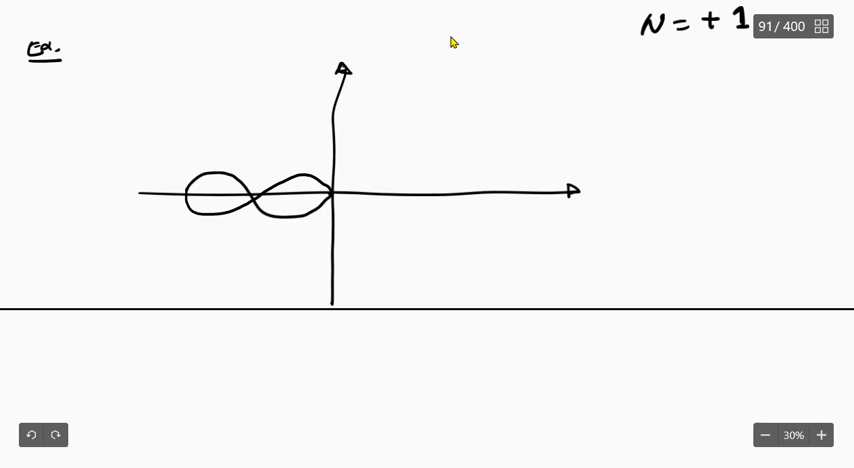 N = + 1
91 / 400
Ex.
30%